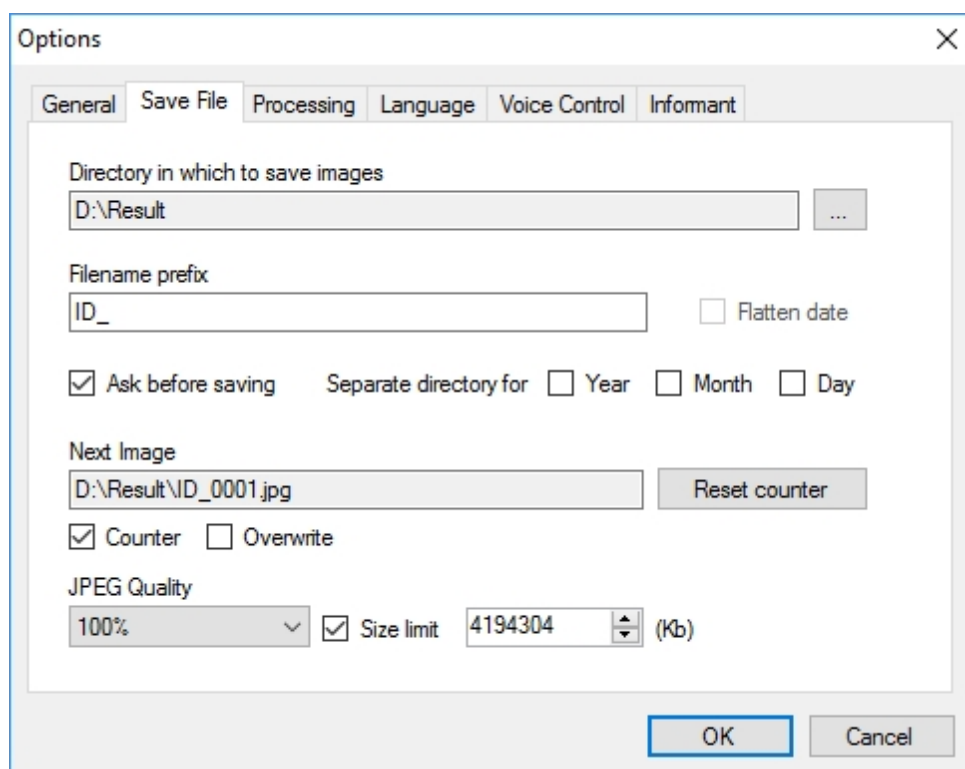 Options
General Save File Processing Language Voice Control Informant
Directory in which to save images
D:\Result ...
Filename prefix
ID_ Flatten date
Ask before saving Separate directory for Year Month Day
Next Image
D:\Result\ID_0001.jpg Reset counter
Counter Overwrite
JPEG Quality
100% Size limit 4194304 (Kb)
OK Cancel